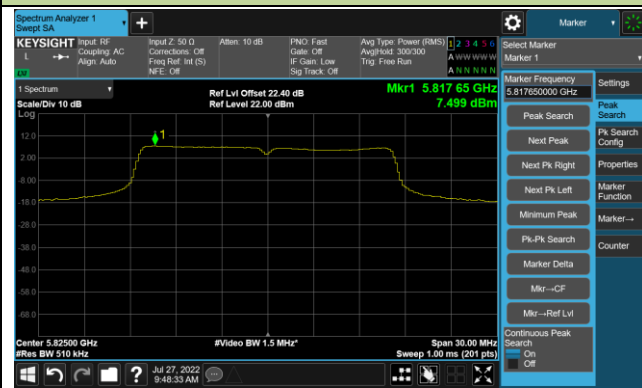 Spectrum Analyzer 1
Swept SA
Marker
KEYSIGHT
L
Input: RF
Coupling: AC
Align: Auto
Input Z: 50 Ω
Corrections: Off
Freq Ref: Int (S)
NFE: Off
Atten: 10 dB
PNO: Fast
Gate: Off
IF Gain: Low
Sig Track: Off
Avg Type: Power (RMS)
Avg|Hold: 300/300
Trig: Free Run
1 2 3 4 5 6
A W W W W W
A N N N N N
Select Marker
Marker 1
1 Spectrum
Scale/Div 10 dB
Log
Ref Lvl Offset 22.40 dB
Ref Level 22.00 dBm
Mkr1 5.817 65 GHz
7.499 dBm
1
12.0
2.00
-8.00
-18.0
-28.0
-38.0
-48.0
-58.0
-68.0
Center 5.82500 GHz
#Res BW 510 kHz
#Video BW 1.5 MHz*
Span 30.00 MHz
Sweep 1.00 ms (201 pts)
Marker Frequency
5.817650000 GHz
Peak Search
Next Peak
Next Pk Right
Next Pk Left
Minimum Peak
Pk-Pk Search
Marker Delta
Mkr→CF
Mkr→Ref Lvl
Continuous Peak
Search
On
Off
Settings
Peak
Search
Pk Search
Config
Properties
Marker
Function
Marker→
Counter
?
Jul 27, 2022
9:48:33 AM